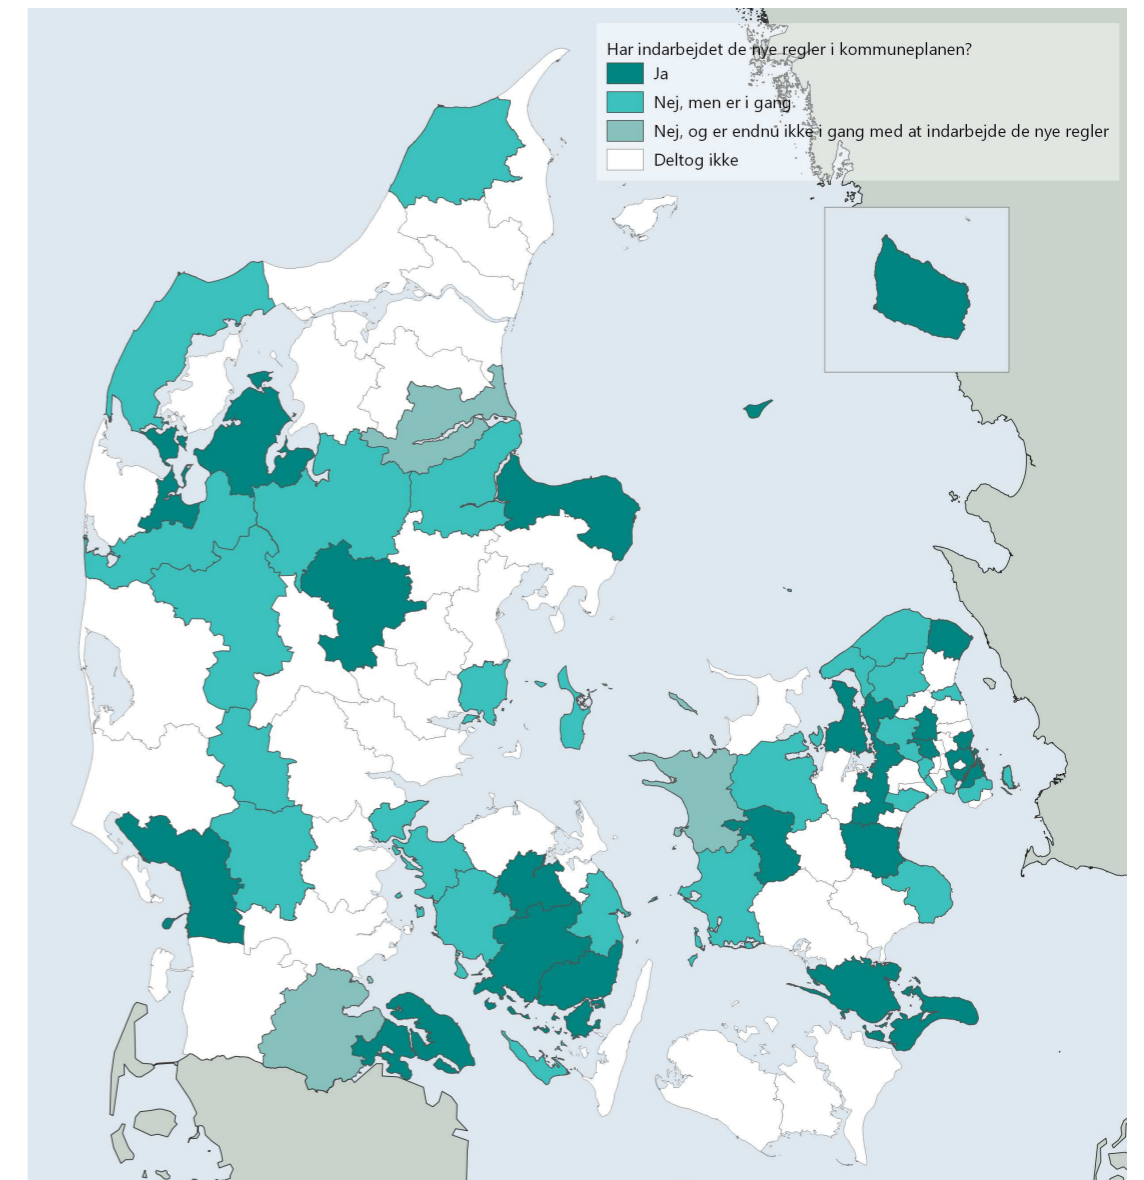 Har indarbejdet de nye regler i kommuneplanen?
Ja
Nej, men er i gang
Nej, og er endnu ikke i gang med at indarbejde de nye regler
Deltog ikke